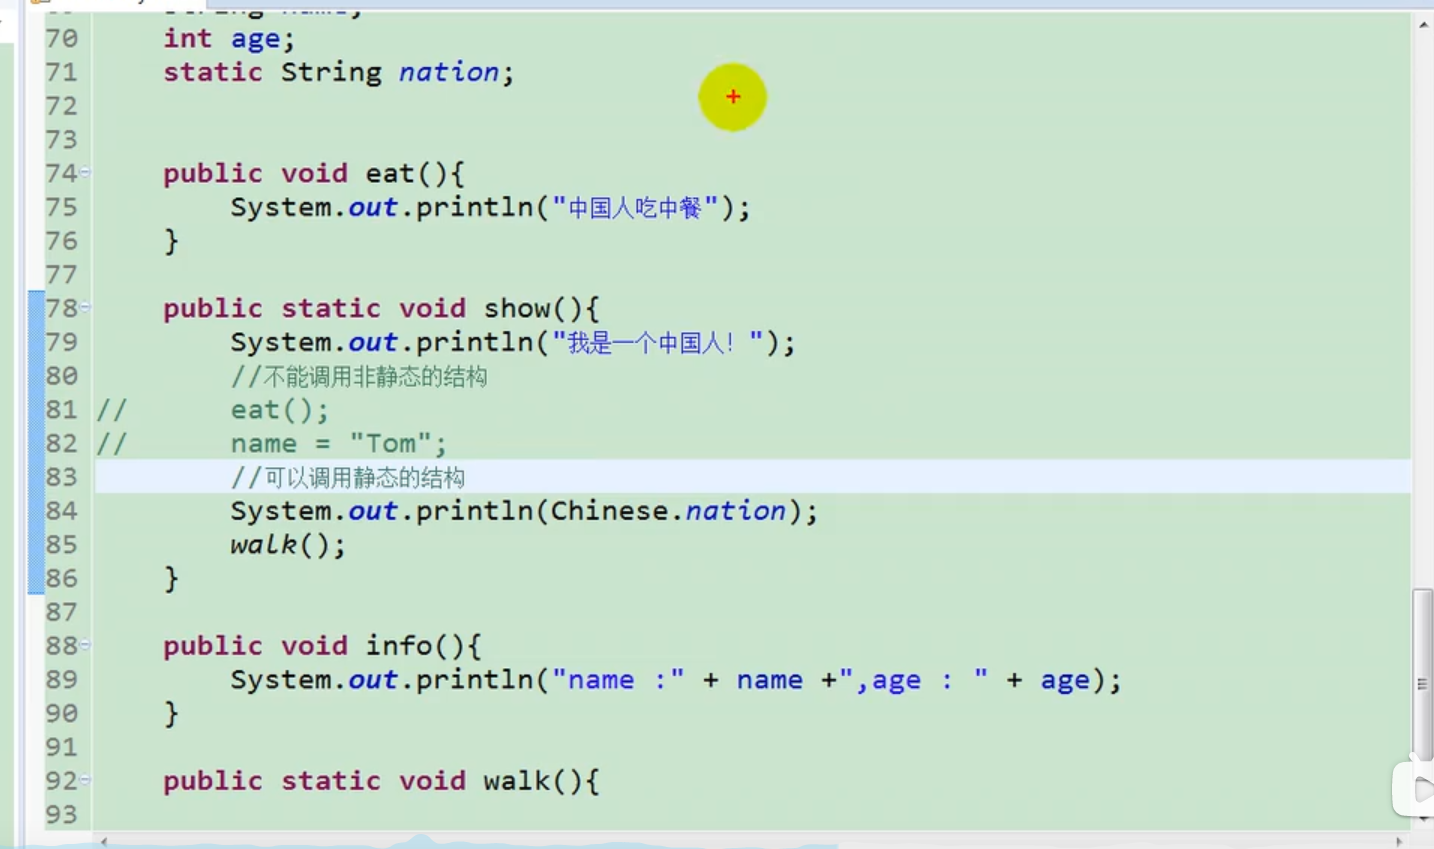 String name;
70 int age;
71 static String nation;
72
73
74 public void eat(){
75 System.out.println("中国人吃中餐");
76 }
77
78 public static void show(){
79 System.out.println("我是一个中国人！");
80 //不能调用非静态的结构
81 // eat();
82 // name = "Tom";
83 //可以调用静态的结构
84 System.out.println(Chinese.nation);
85 walk();
86 }
87
88 public void info(){
89 System.out.println("name :" + name +",age : " + age);
90 }
91
92 public static void walk(){
93